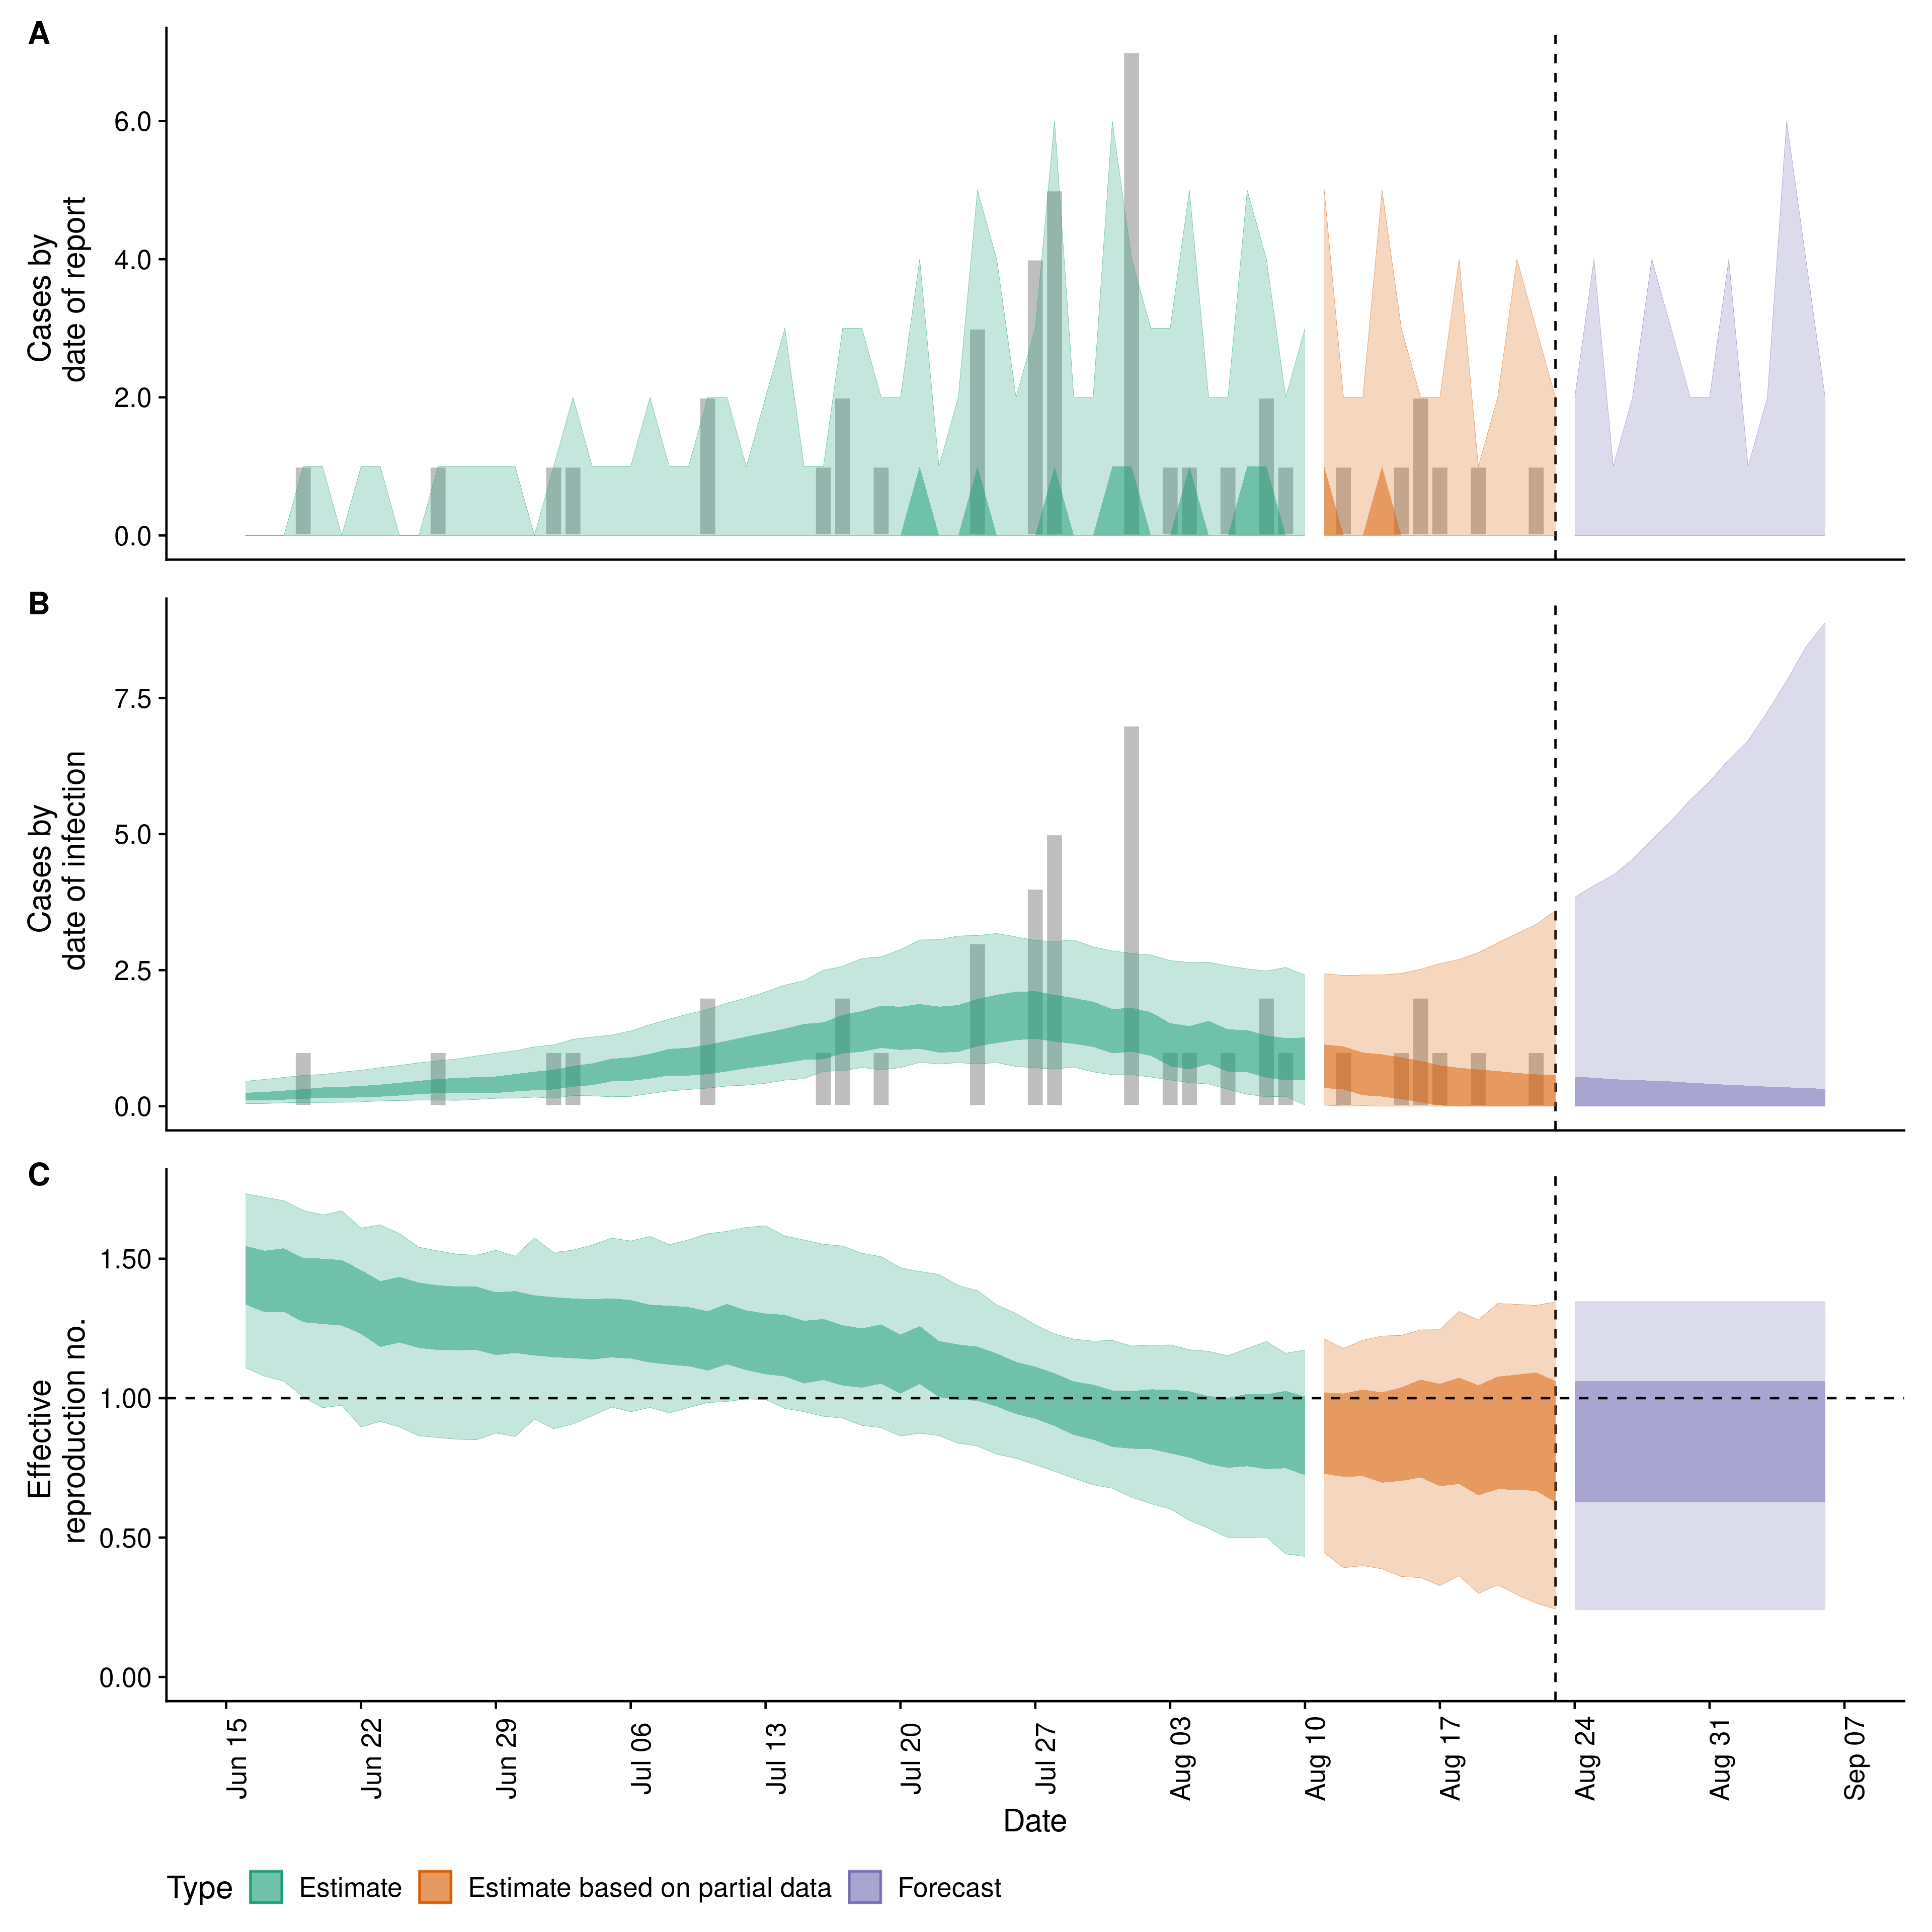 A
Cases by
date of report
6.0
4.0
2.0
0.0
B
Cases by
date of infection
7.5
5.0
2.5
0.0
C
Effective
reproduction no.
1.50
1.00
0.50
0.00
Jun 15
Jun 22
Jun 29
Jul 06
Jul 13
Jul 20
Jul 27
Aug 03
Aug 10
Aug 17
Aug 24
Aug 31
Sep 07
Date
Type Estimate Estimate based on partial data Forecast